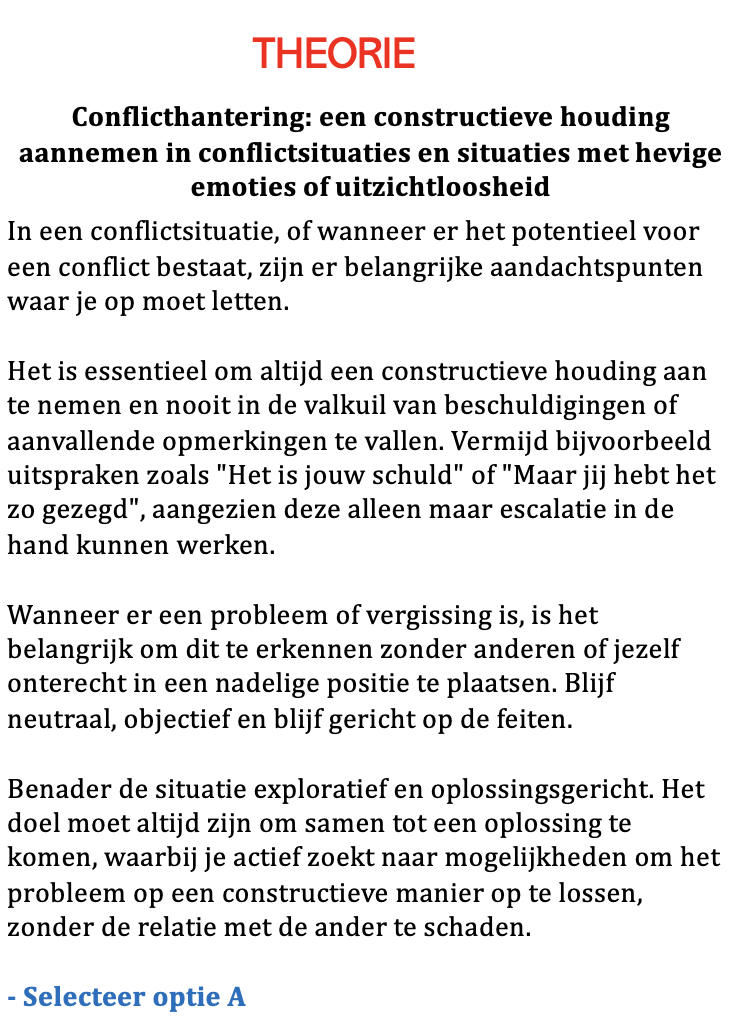 THEORIE
Conflicthantering: een constructieve houding
aannemen in conflictsituaties en situaties met hevige
emoties of uitzichtloosheid
In een conflictsituatie, of wanneer er het potentieel voor
een conflict bestaat, zijn er belangrijke aandachtspunten
waar je op moet letten.
Het is essentieel om altijd een constructieve houding aan
te nemen en nooit in de valkuil van beschuldigingen of
aanvallende opmerkingen te vallen. Vermijd bijvoorbeeld
uitspraken zoals "Het is jouw schuld" of "Maar jij hebt het
zo gezegd", aangezien deze alleen maar escalatie in de
hand kunnen werken.
Wanneer er een probleem of vergissing is, is het
belangrijk om dit te erkennen zonder anderen of jezelf
onterecht in een nadelige positie te plaatsen. Blijf
neutraal, objectief en blijf gericht op de feiten.
Benader de situatie exploratief en oplossingsgericht. Het
doel moet altijd zijn om samen tot een oplossing te
komen, waarbij je actief zoekt naar mogelijkheden om het
probleem op een constructieve manier op te lossen,
zonder de relatie met de ander te schaden.
- Selecteer optie A